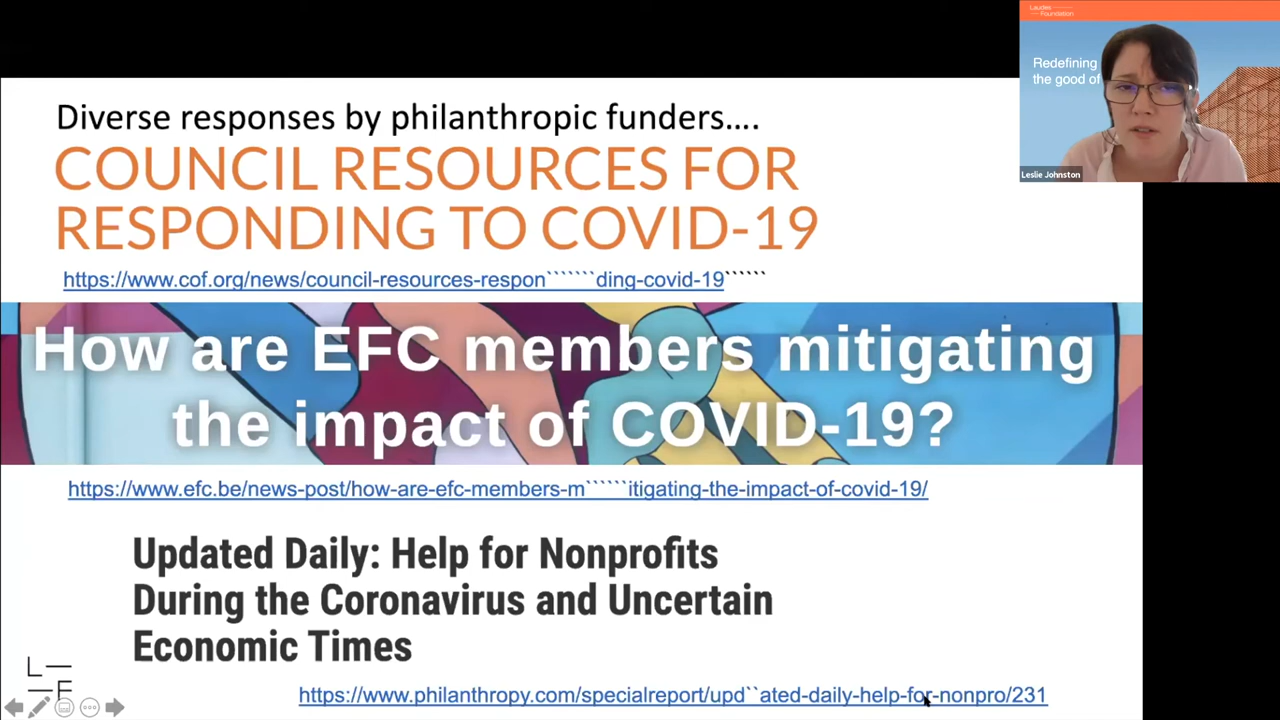 Laudes
Foundation
Redefining
the good of
Leslie Johnston
Diverse responses by philanthropic funders....
COUNCIL RESOURCES FOR
RESPONDING TO COVID-19
https://www.cof.org/news/council-resources-respon```````ding-covid-19``````
How are EFC members mitigating
the impact of COVID-19?
https://www.efc.be/news-post/how-are-efc-members-m``````itigating-the-impact-of-covid-19/
Updated Daily: Help for Nonprofits
During the Coronavirus and Uncertain
Economic Times
L
F
https://www.philanthropy.com/specialreport/upd``ated-daily-help-for-nonpro/231